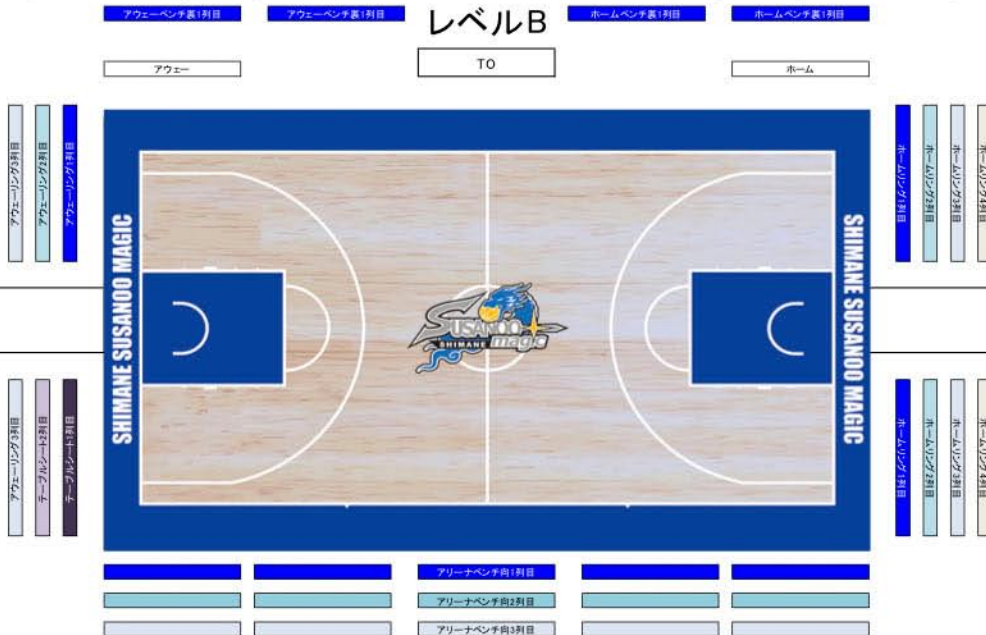 アウェーベンチ裏1列目
アウェーベンチ裏1列目
レベルB
ホームベンチ裏1列目
ホームベンチ裏1列目
アウェー
TO
ホーム
アウェーリング3列目
アウェーリング2列目
アウェーリング1列目
ホームリング1列目
ホームリング2列目
ホームリング3列目
ホームリング4列目
SHIMANE SUSANOO MAGIC
SUSANOO
SHIMANE magic
SHIMANE SUSANOO MAGIC
アウェーリング3列目
テーブルシート2列目
テーブルシート1列目
ホームリング1列目
ホームリング2列目
ホームリング3列目
ホームリング4列目
アリーナベンチ向1列目
アリーナベンチ向2列目
アリーナベンチ向3列目